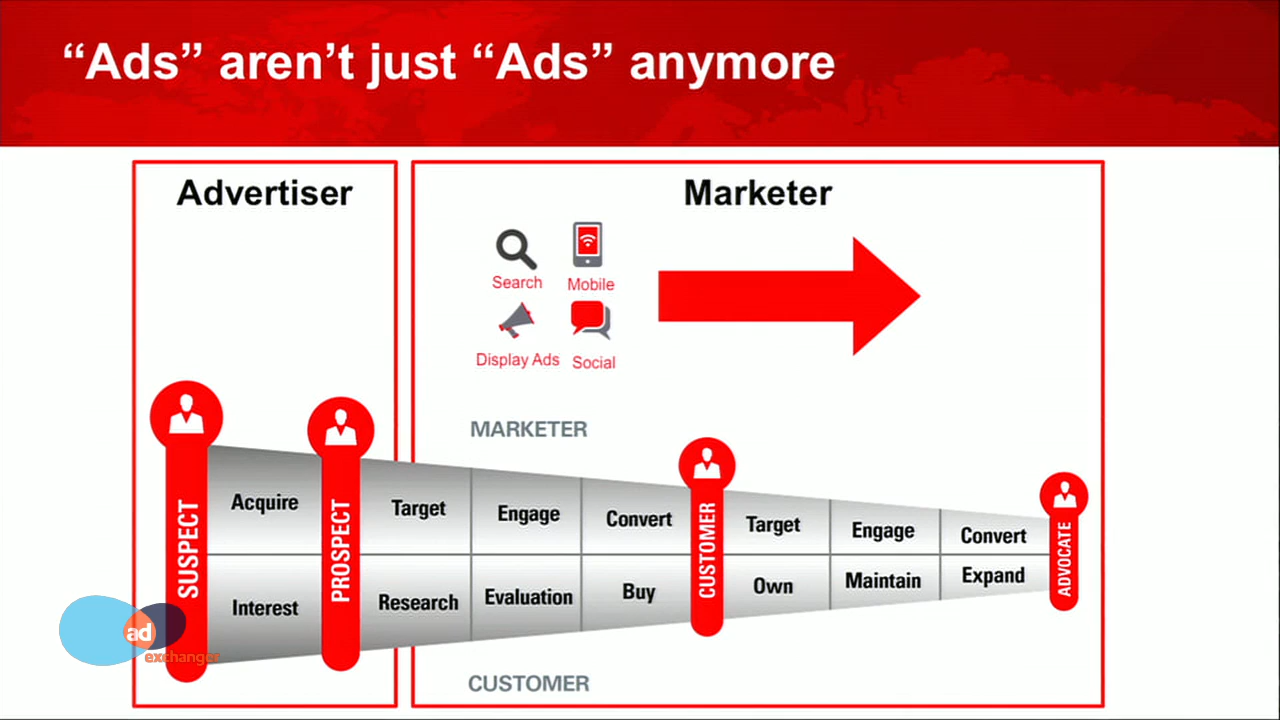 “Ads” aren’t just “Ads” anymore
Advertiser
Marketer
Search
Mobile
Display Ads
Social
MARKETER
SUSPECT
Acquire
PROSPECT
Target
Engage
Convert
CUSTOMER
Target
Engage
Convert
ADVOCATE
Interest
Research
Evaluation
Buy
Own
Maintain
Expand
CUSTOMER
ad
exchanger